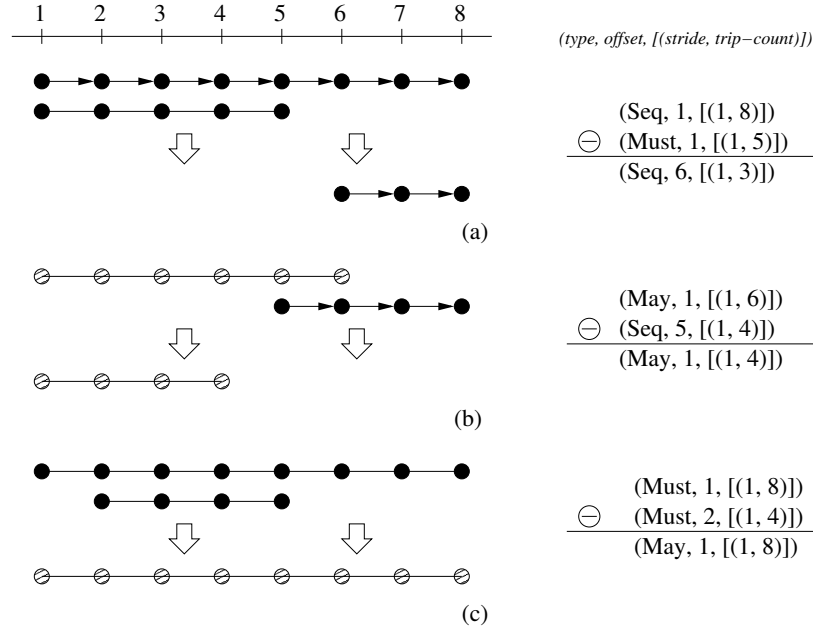 1 2 3 4 5 6 7 8
(type, offset, [(stride, trip−count)])
(Seq, 1, [(1, 8)])
(Must, 1, [(1, 5)])
(Seq, 6, [(1, 3)])
(a)
(May, 1, [(1, 6)])
(Seq, 5, [(1, 4)])
(May, 1, [(1, 4)])
(b)
(Must, 1, [(1, 8)])
(Must, 2, [(1, 4)])
(May, 1, [(1, 8)])
(c)